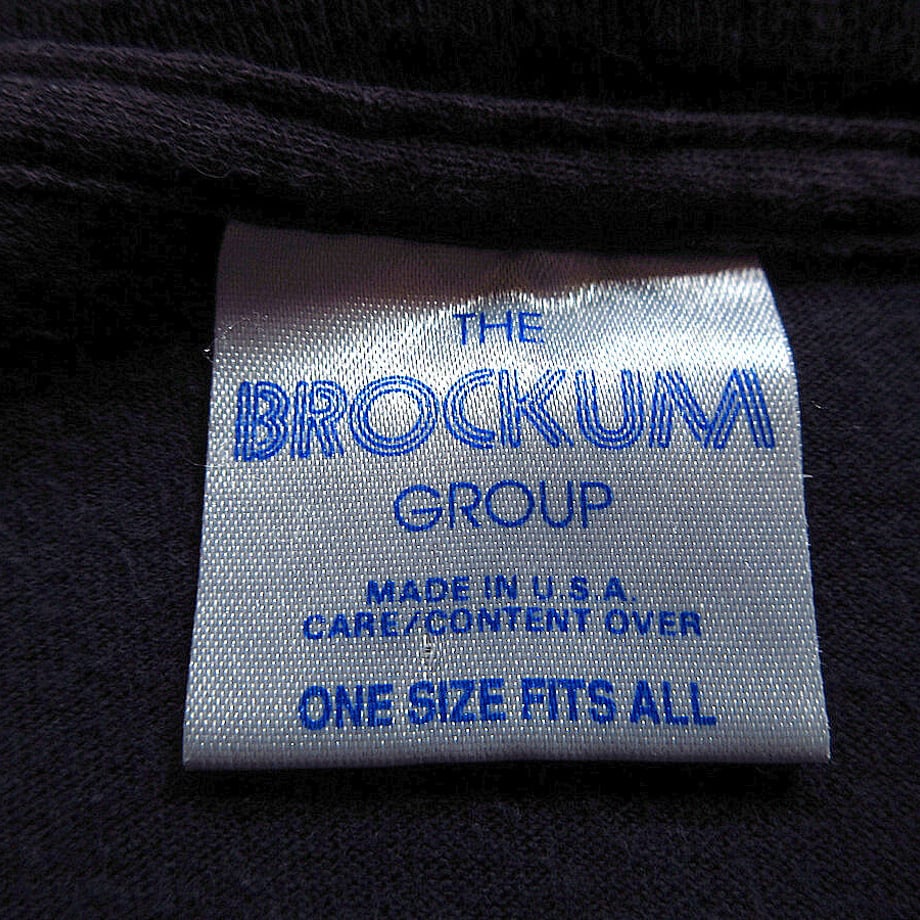 THE
BROCKUM
GROUP
MADE IN U.S.A.
CARE/CONTENT OVER
ONE SIZE FITS ALL